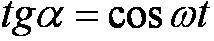 tgα = cos ωt